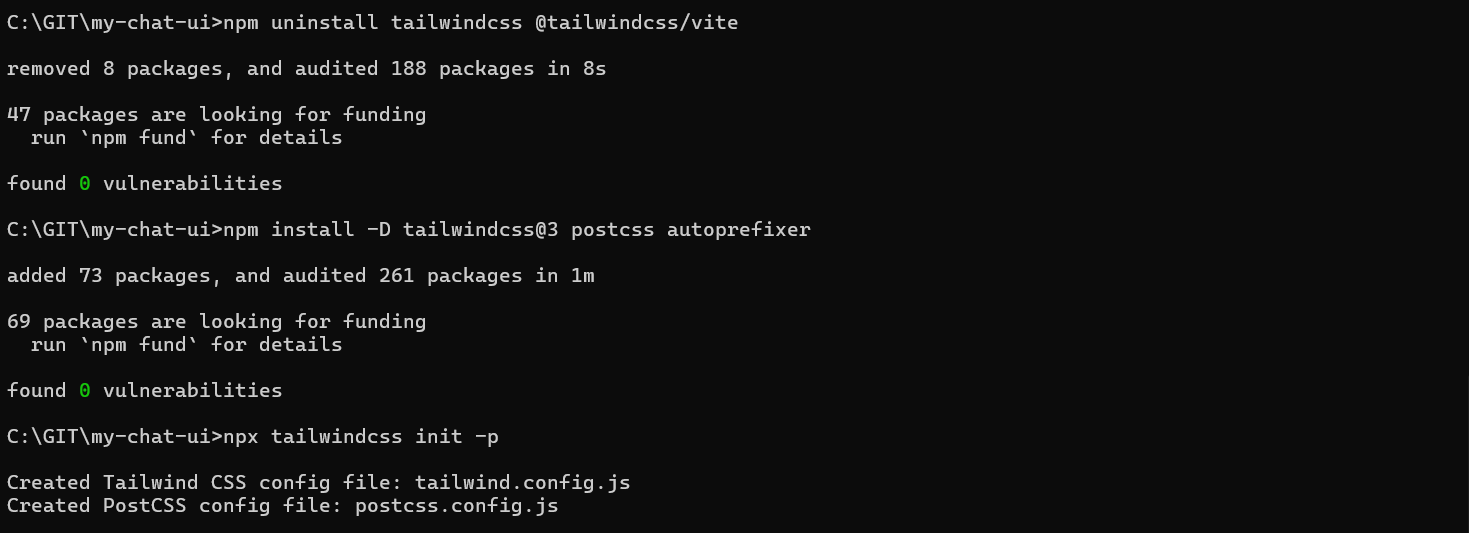 C:\GIT\my-chat-ui>npm uninstall tailwindcss @tailwindcss/vite
removed 8 packages, and audited 188 packages in 8s
47 packages are looking for funding
  run `npm fund` for details
found 0 vulnerabilities
C:\GIT\my-chat-ui>npm install -D tailwindcss@3 postcss autoprefixer
added 73 packages, and audited 261 packages in 1m
69 packages are looking for funding
  run `npm fund` for details
found 0 vulnerabilities
C:\GIT\my-chat-ui>npx tailwindcss init -p
Created Tailwind CSS config file: tailwind.config.js
Created PostCSS config file: postcss.config.js